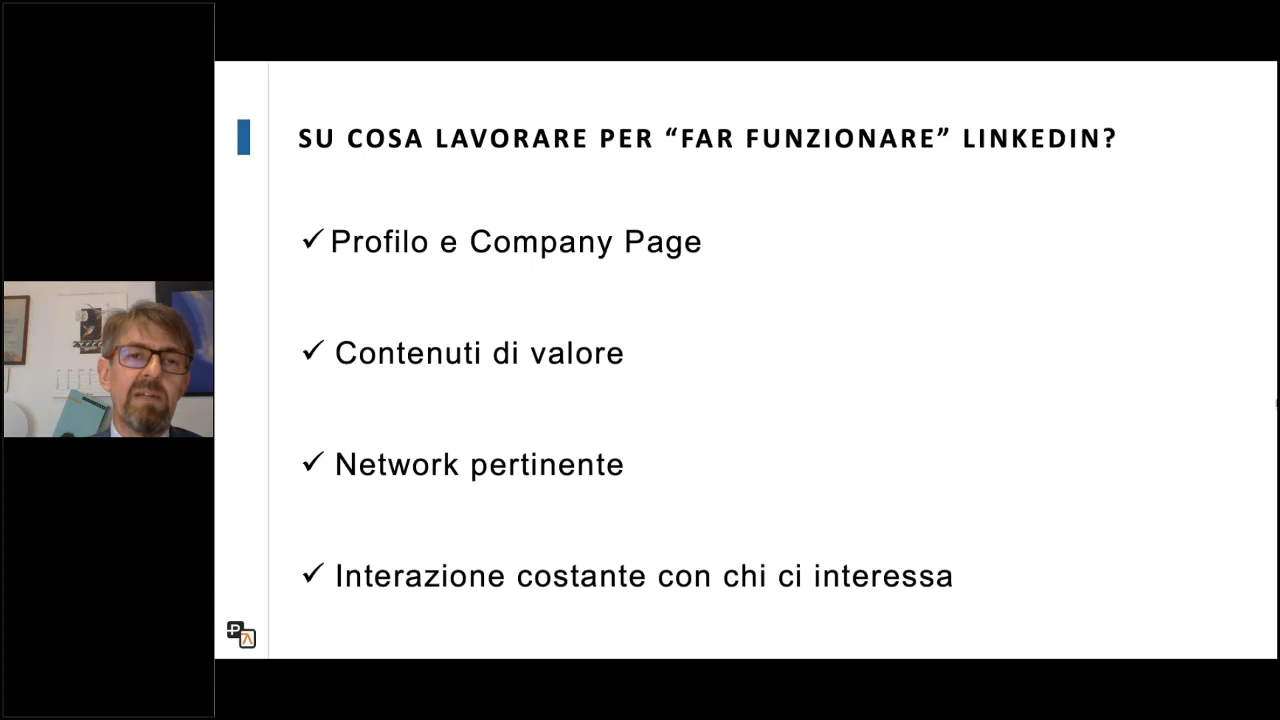 SU COSA LAVORARE PER “FAR FUNZIONARE” LINKEDIN?
✓ Profilo e Company Page
✓ Contenuti di valore
✓ Network pertinente
✓ Interazione costante con chi ci interessa